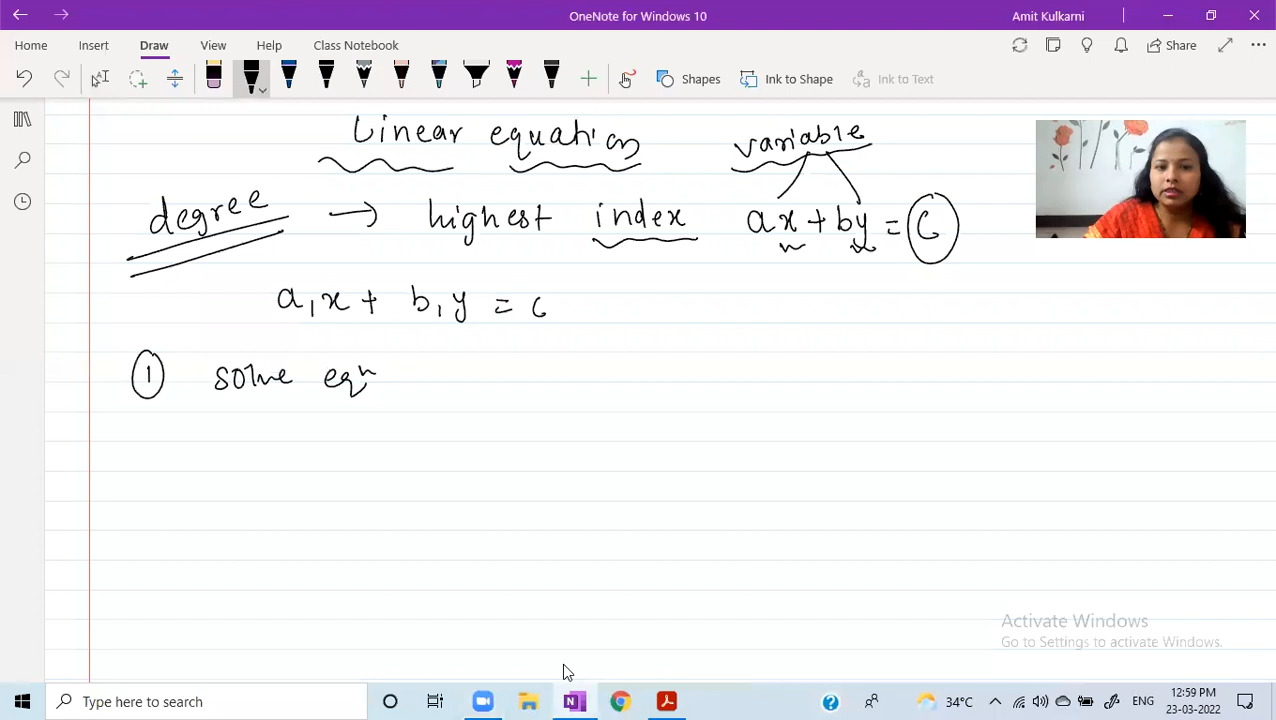 OneNote for Windows 10
Amit Kulkarni
Home Insert Draw View Help Class Notebook
Share
Shapes Ink to Shape Ink to Text
Linear equation variable
degree → highest index ax + by = c
a,x + b,y = c
① solve eqn
Activate Windows
Go to Settings to activate Windows.
Type here to search
34°C ENG 12:59 PM
23-03-2022